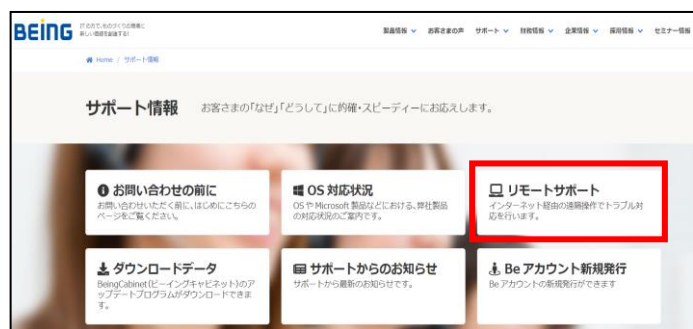 BEING
ITの力で、ものづくりの現場に
新しい価値を創造する!
製品情報 お客さまの声 サポート 財務情報 企業情報 採用情報 セミナー情報
Home / サポート情報
サポート情報 お客さまの「なぜ」「どうして」に的確・スピーディーにお応えします。
お問い合わせの前に
お問い合わせいただく前に、はじめにこちらの
ページをご覧ください。
OS 対応状況
OS や Microsoft 製品などにおける、弊社製品
の対応状況のご案内です。
リモートサポート
インターネット経由の遠隔操作でトラブル対
応を行います。
ダウンロードデータ
BeingCabinet(ビーイングキャビネット)のア
ップデートプログラムがダウンロードできま
す。
サポートからのお知らせ
サポートから最新のお知らせです。
Be アカウント新規発行
Be アカウントの新規発行ができます